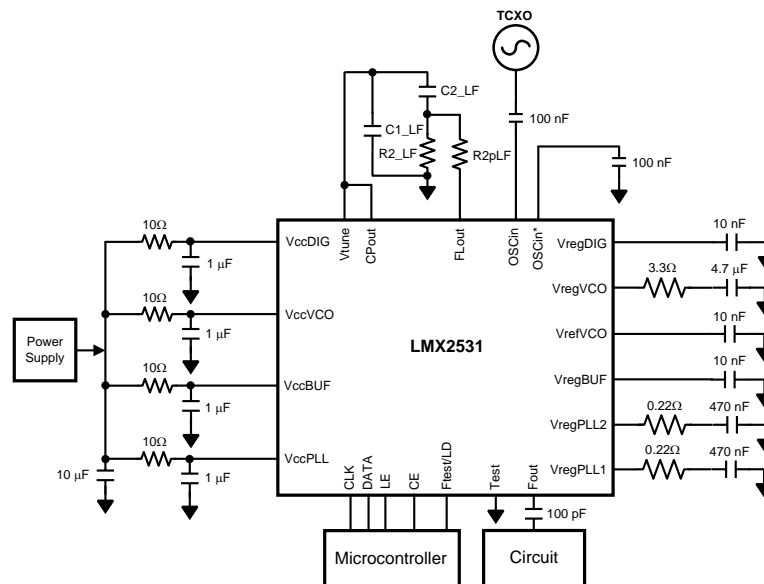 TCXO
C2_LF
100 nF
C1_LF
R2_LF
R2pLF
100 nF
Vtune
CPout
FLout
OSCin
OSCin*
10Ω
VccDIG
1 µF
10Ω
VccVCO
1 µF
Power
Supply
10Ω
VccBUF
1 µF
10Ω
VccPLL
10 µF
1 µF
LMX2531
VregDIG
10 nF
VregVCO
3.3Ω
4.7 µF
VrefVCO
10 nF
VregBUF
10 nF
VregPLL2
0.22Ω
470 nF
VregPLL1
0.22Ω
470 nF
CLK
DATA
LE
CE
Ftest/LD
Test
Fout
100 pF
Microcontroller
Circuit